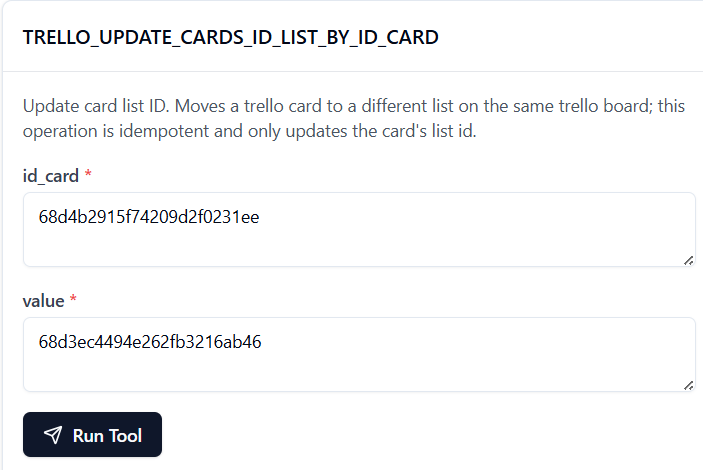 TRELLO_UPDATE_CARDS_ID_LIST_BY_ID_CARD
Update card list ID. Moves a trello card to a different list on the same trello board; this
operation is idempotent and only updates the card's list id.
id_card *
68d4b2915f74209d2f0231ee
value *
68d3ec4494e262fb3216ab46
Run Tool